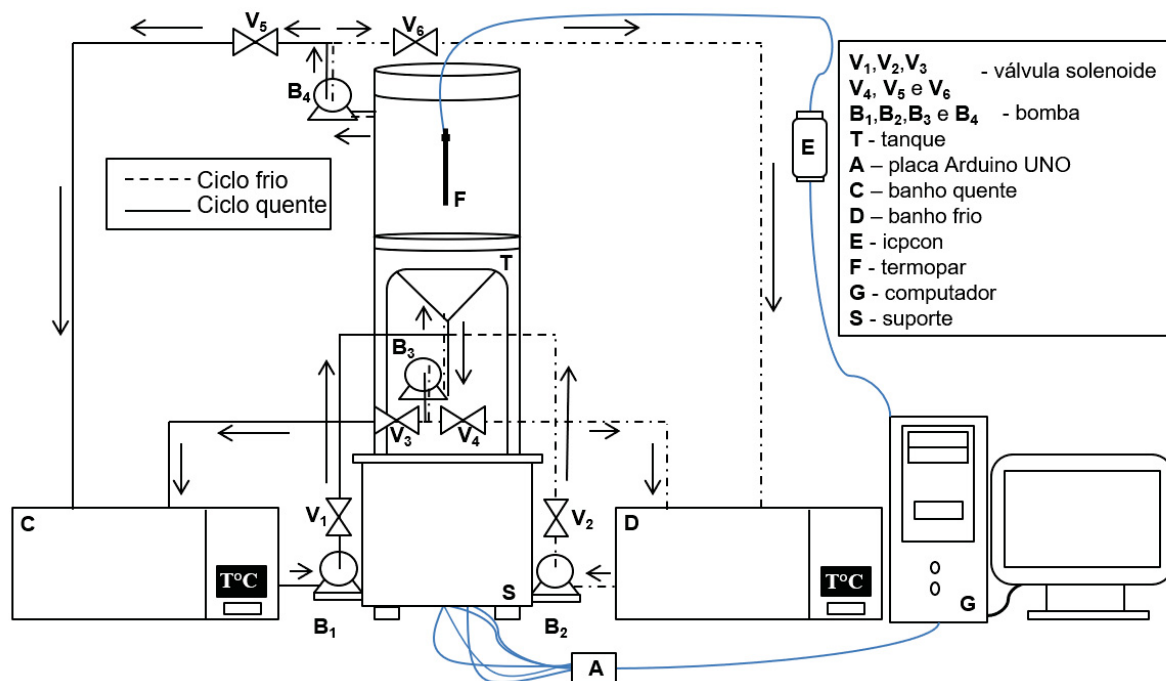 V5
V6
B4
Ciclo frio
Ciclo quente
F
T
B3
V3
V4
V1
V2
C
T°C
B1
S
B2
D
T°C
G
A
E
V1,V2,V3
- válvula solenoide
V4, V5 e V6
B1,B2,B3 e B4 - bomba
T - tanque
A – placa Arduino UNO
C – banho quente
D – banho frio
E - icpcon
F - termopar
G - computador
S - suporte